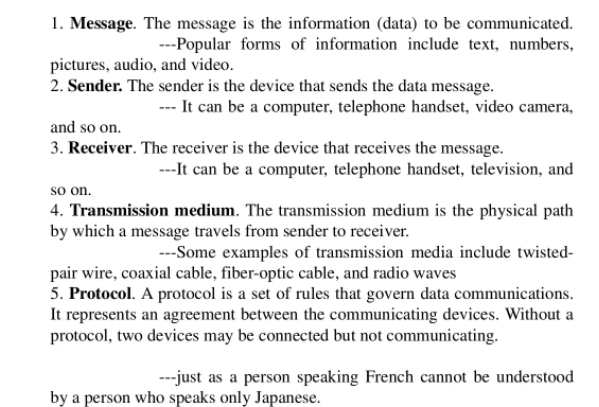 1. Message. The message is the information (data) to be communicated.
---Popular forms of information include text, numbers,
pictures, audio, and video.
2. Sender. The sender is the device that sends the data message.
--- It can be a computer, telephone handset, video camera,
and so on.
3. Receiver. The receiver is the device that receives the message.
---It can be a computer, telephone handset, television, and
so on.
4. Transmission medium. The transmission medium is the physical path
by which a message travels from sender to receiver.
---Some examples of transmission media include twisted-
pair wire, coaxial cable, fiber-optic cable, and radio waves
5. Protocol. A protocol is a set of rules that govern data communications.
It represents an agreement between the communicating devices. Without a
protocol, two devices may be connected but not communicating.
---just as a person speaking French cannot be understood
by a person who speaks only Japanese.